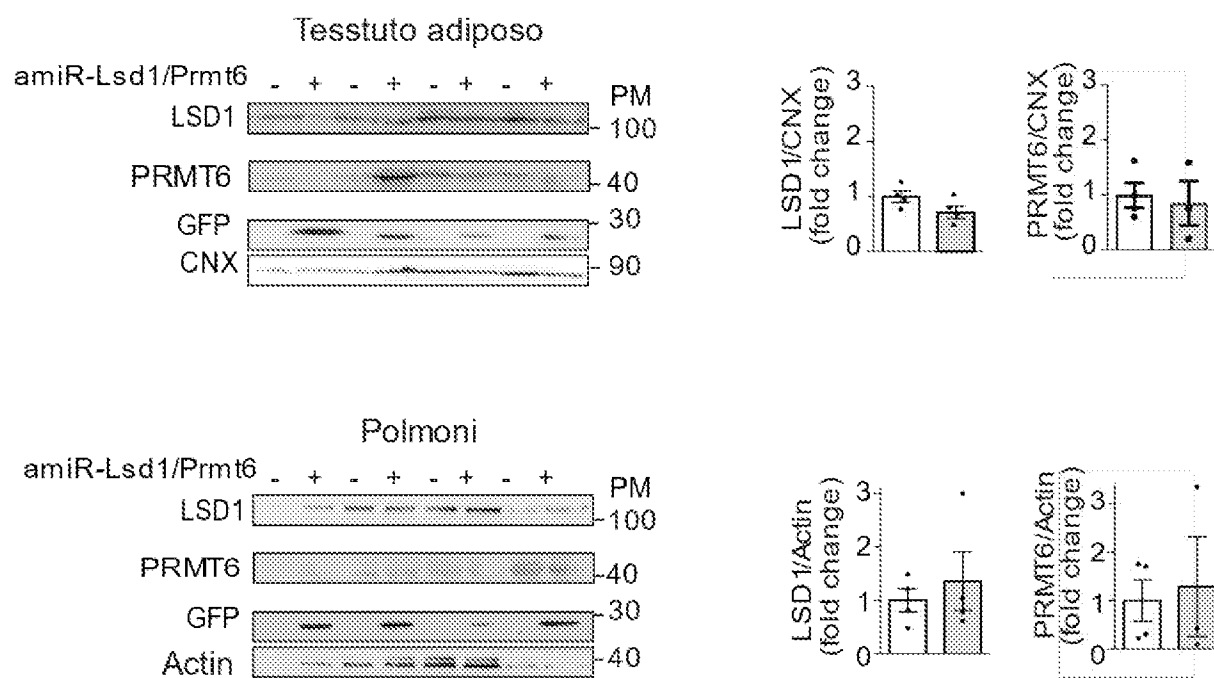 Tesstuto adiposo
amiR-Lsd1/Prmt6 - + - + - + - +
PM
LSD1
- 100
PRMT6
- 40
GFP
- 30
CNX
- 90
LSD1/CNX
(fold change)
3
2
1
0
PRMT6/CNX
(fold change)
3
2
1
0
Polmoni
amiR-Lsd1/Prmt6 - + - + - + - +
PM
LSD1
-100
PRMT6
-40
GFP
-30
Actin
-40
LSD1/Actin
(fold change)
3
2
1
0
PRMT6/Actin
(fold change)
3
2
1
0